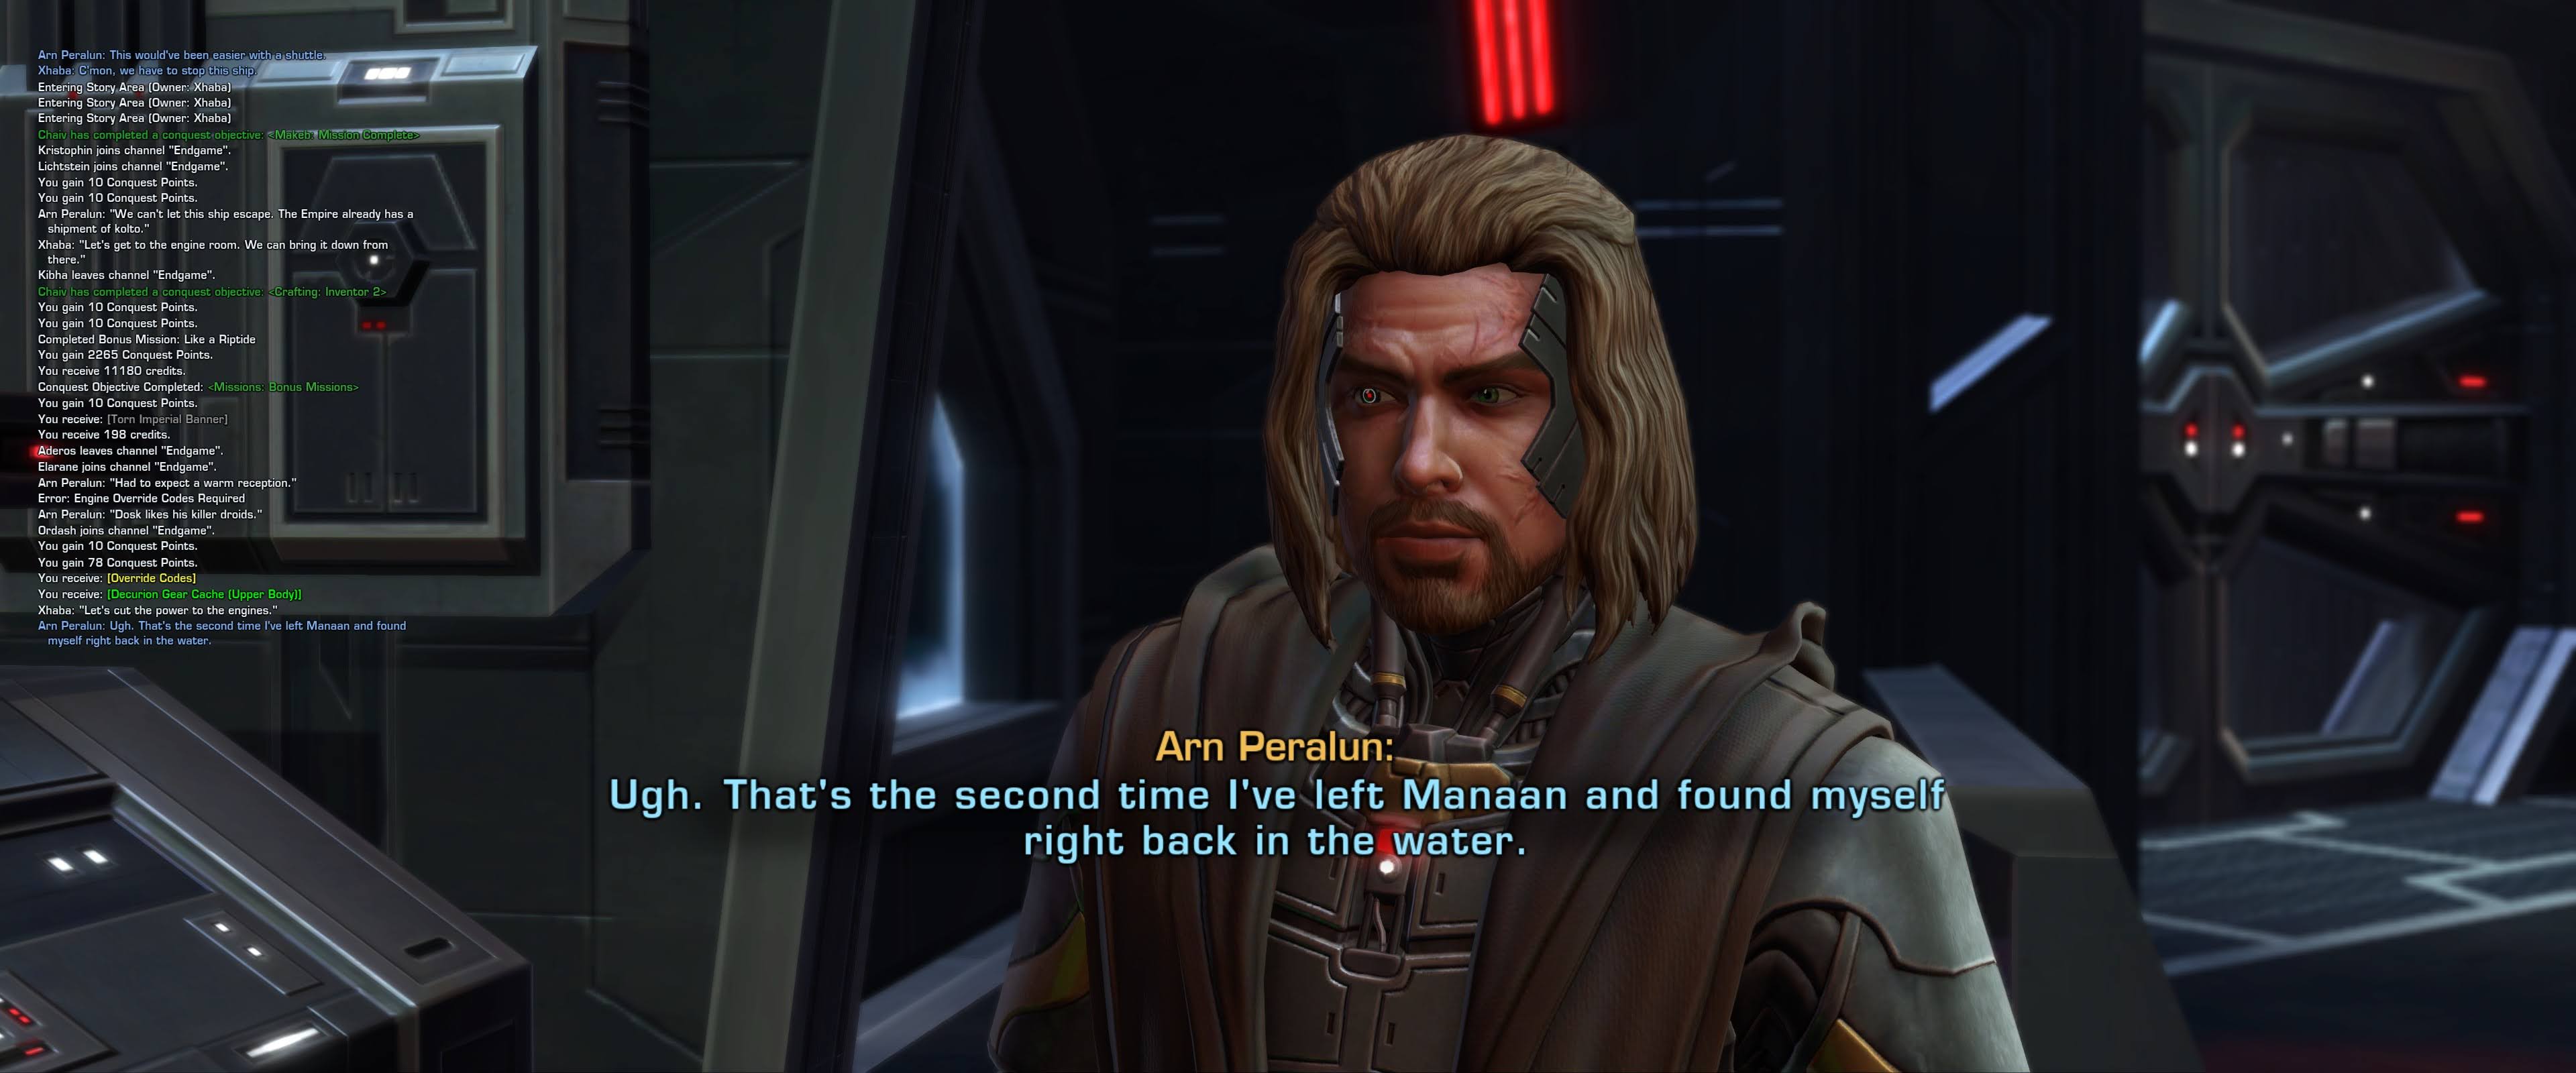 Arn Peralun: This would've been easier with a shuttle.
Xhaba: C'mon, we have to stop this ship.
Entering Story Area (Owner: Xhaba)
Entering Story Area (Owner: Xhaba)
Entering Story Area (Owner: Xhaba)
Chaiv has completed a conquest objective: <Makeb: Mission Complete>
Kristophin joins channel "Endgame".
Lichtstein joins channel "Endgame".
You gain 10 Conquest Points.
You gain 10 Conquest Points.
Arn Peralun: "We can't let this ship escape. The Empire already has a
shipment of kolto."
Xhaba: "Let's get to the engine room. We can bring it down from
there."
Kibha leaves channel "Endgame".
Chaiv has completed a conquest objective: <Crafting: Inventor 2>
You gain 10 Conquest Points.
You gain 10 Conquest Points.
Completed Bonus Mission: Like a Riptide
You gain 2265 Conquest Points.
You receive 11180 credits.
Conquest Objective Completed: <Missions: Bonus Missions>
You gain 10 Conquest Points.
You receive: [Torn Imperial Banner]
You receive 198 credits.
Aderos leaves channel "Endgame".
Elarane joins channel "Endgame".
Arn Peralun: "Had to expect a warm reception."
Error: Engine Override Codes Required
Arn Peralun: "Dosk likes his killer droids."
Ordash joins channel "Endgame".
You gain 10 Conquest Points.
You gain 78 Conquest Points.
You receive: [Override Codes]
You receive: [Decurion Gear Cache (Upper Body)]
Xhaba: "Let's cut the power to the engines."
Arn Peralun: Ugh. That's the second time I've left Manaan and found
myself right back in the water.
Arn Peralun:
Ugh. That's the second time I've left Manaan and found myself
right back in the water.